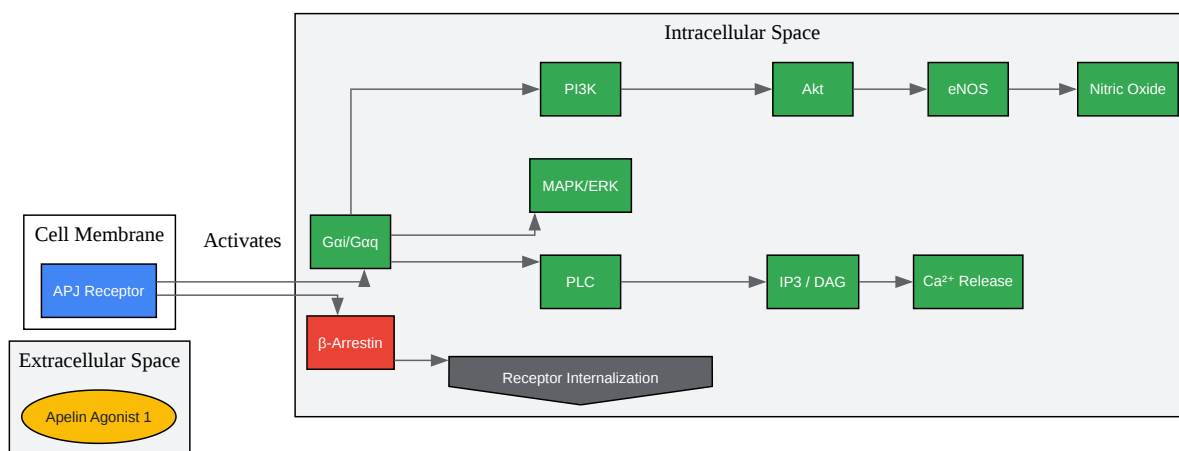 Intracellular Space
PI3K
Akt
eNOS
Nitric Oxide
MAPK/ERK
Cell Membrane
Activates
Gαi/Gαq
APJ Receptor
PLC
IP3 / DAG
Ca²⁺ Release
β-Arrestin
Extracellular Space
Receptor Internalization
Apelin Agonist 1